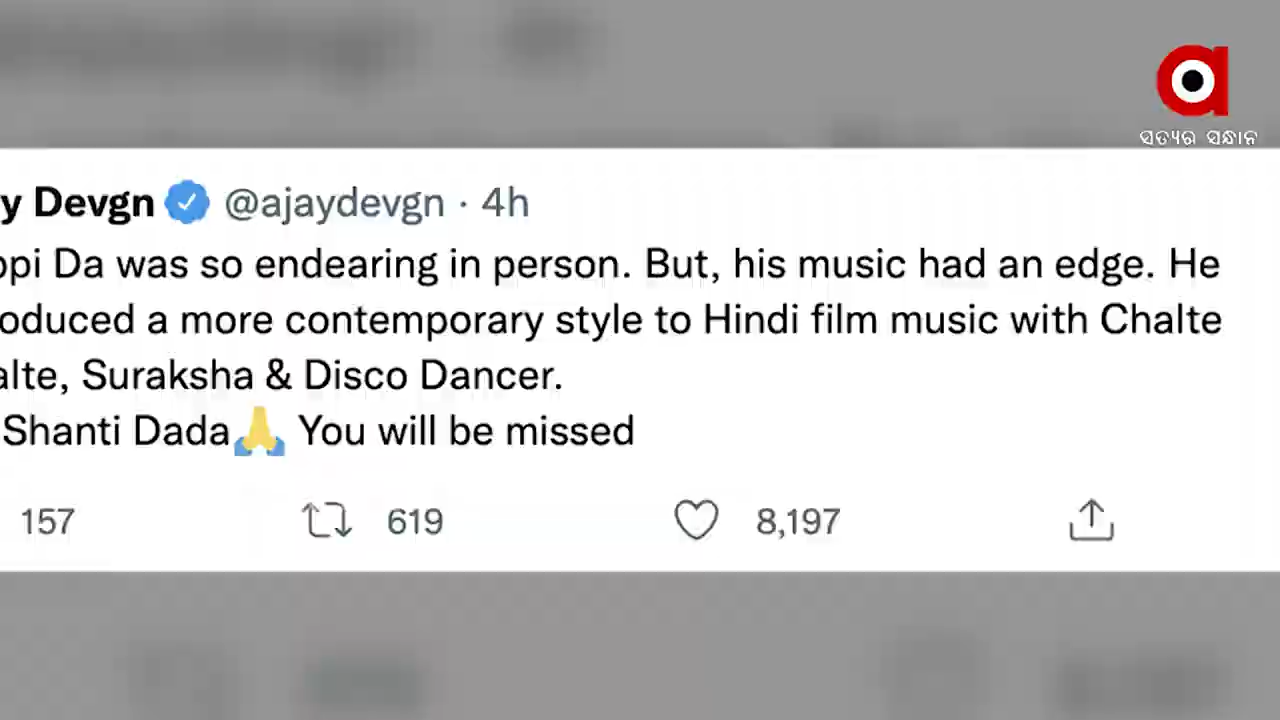 ସତ୍ୟର ସନ୍ଧାନ
y Devgn @ajaydevgn · 4h
ppi Da was so endearing in person. But, his music had an edge. He
oduced a more contemporary style to Hindi film music with Chalte
alte, Suraksha & Disco Dancer.
Shanti Dada🙏 You will be missed
157 619 8,197